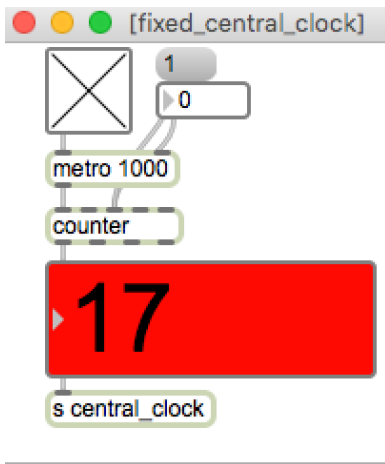 [fixed_central_clock]
1
0
metro 1000
counter
17
s central_clock